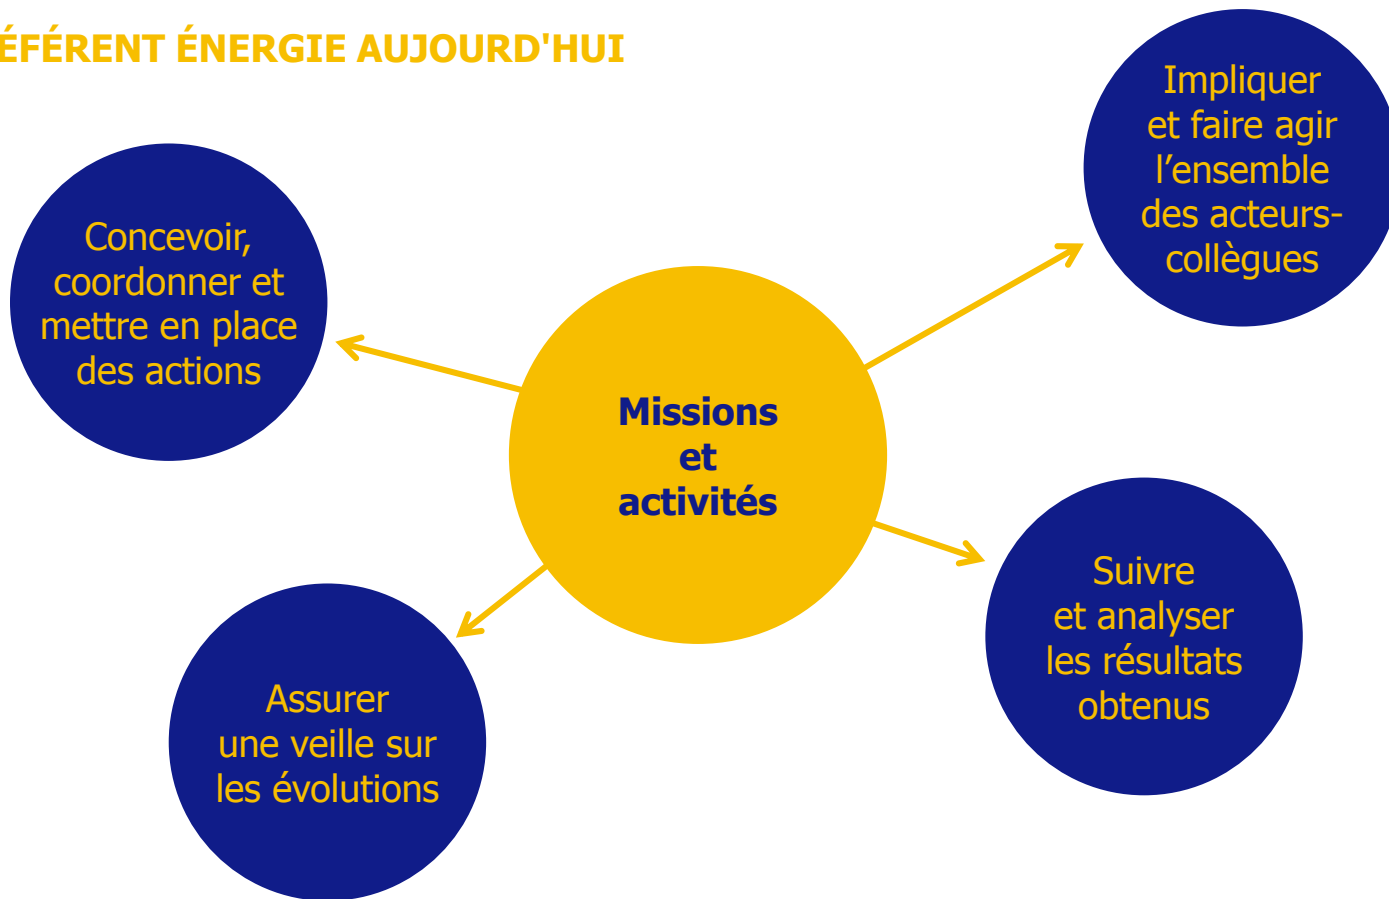 ÉFÉRENT ÉNERGIE AUJOURD'HUI
Impliquer
et faire agir
l’ensemble
des acteurs-
collègues
Concevoir,
coordonner et
mettre en place
des actions
Missions
et
activités
Suivre
et analyser
les résultats
obtenus
Assurer
une veille sur
les évolutions